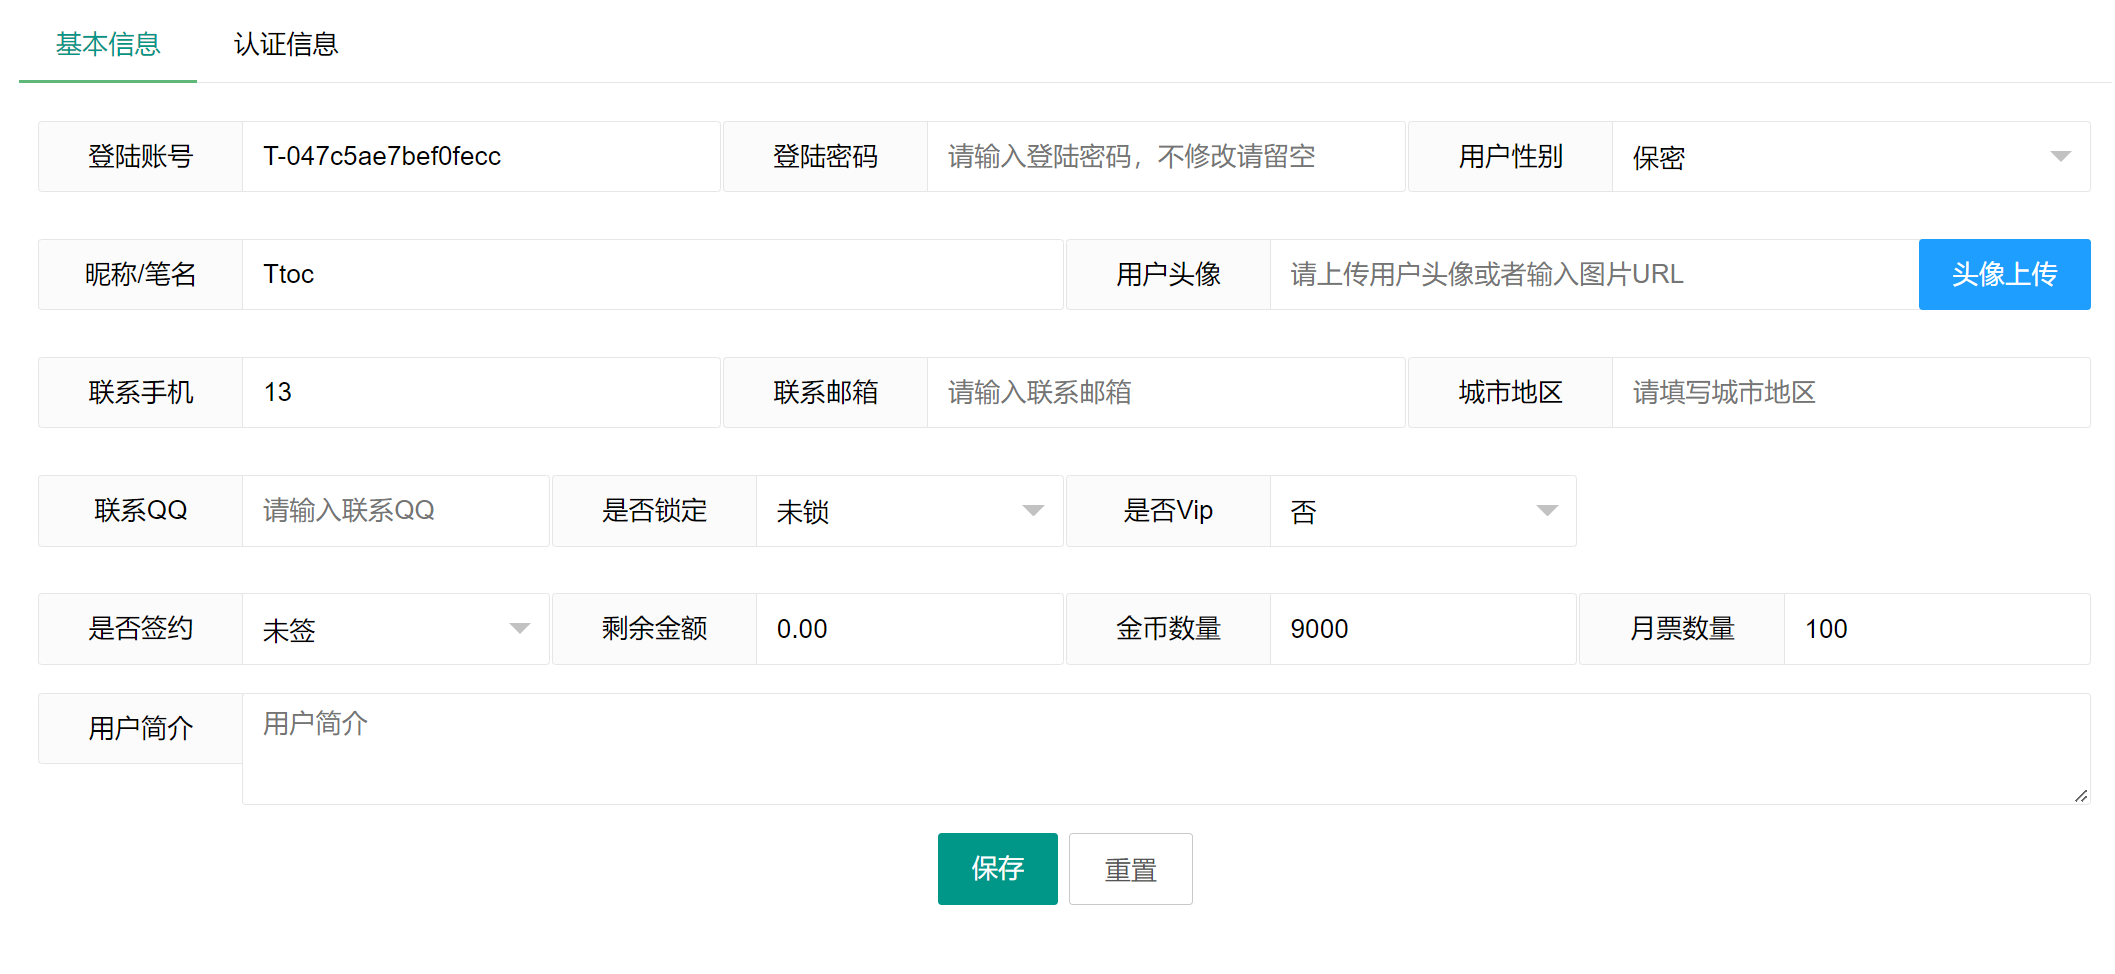 基本信息 认证信息
登陆账号 T-047c5ae7bef0fecc 登陆密码 请输入登陆密码，不修改请留空 用户性别 保密
昵称/笔名 Ttoc 用户头像 请上传用户头像或者输入图片URL 头像上传
联系手机 13 联系邮箱 请输入联系邮箱 城市地区 请填写城市地区
联系QQ 请输入联系QQ 是否锁定 未锁 是否Vip 否
是否签约 未签 剩余金额 0.00 金币数量 9000 月票数量 100
用户简介 用户简介
保存 重置